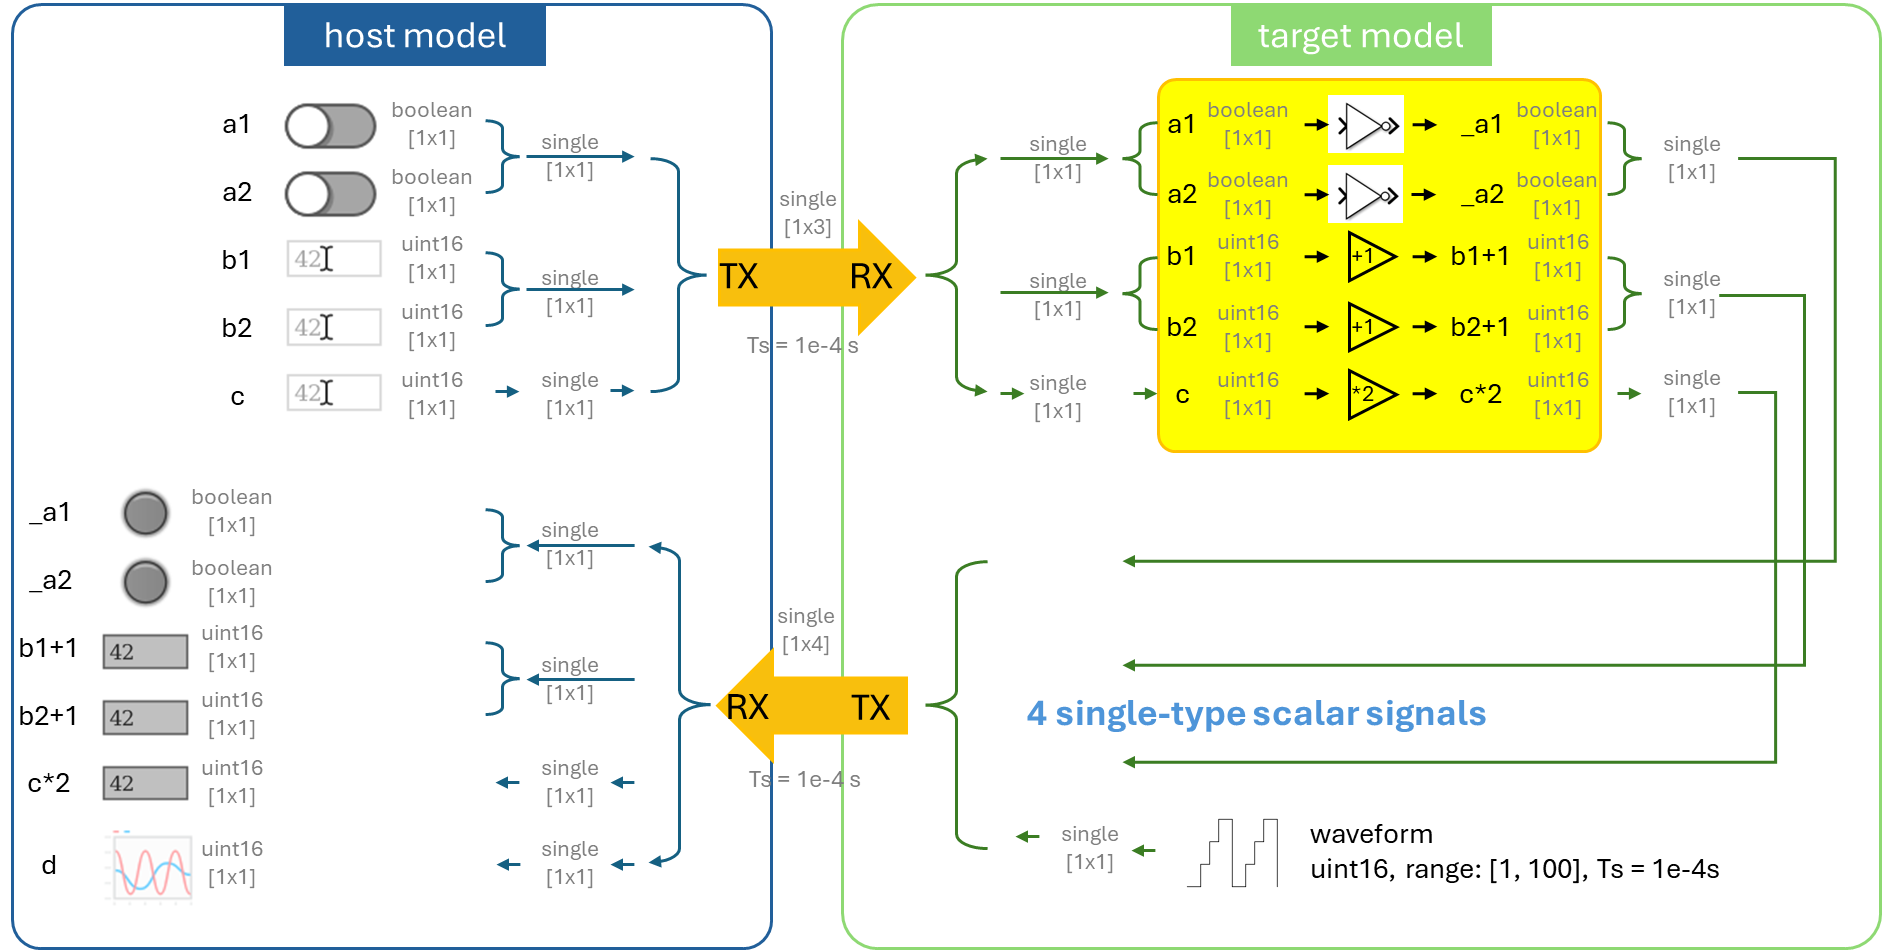 host model
a1
boolean
[1x1]
a2
boolean
[1x1]
single
[1x1]
b1
42
uint16
[1x1]
b2
42
uint16
[1x1]
single
[1x1]
c
42
uint16
[1x1]
single
[1x1]
single
[1x3]
TX RX
Ts = 1e-4 s
target model
single
[1x1]
single
[1x1]
single
[1x1]
a1
boolean
[1x1]
_a1
boolean
[1x1]
a2
boolean
[1x1]
_a2
boolean
[1x1]
b1
uint16
[1x1]
+1
b1+1
uint16
[1x1]
b2
uint16
[1x1]
+1
b2+1
uint16
[1x1]
c
uint16
[1x1]
*2
c*2
uint16
[1x1]
single
[1x1]
single
[1x1]
single
[1x1]
_a1
boolean
[1x1]
_a2
boolean
[1x1]
single
[1x1]
b1+1
42
uint16
[1x1]
b2+1
42
uint16
[1x1]
single
[1x1]
c*2
42
uint16
[1x1]
single
[1x1]
d
uint16
[1x1]
single
[1x1]
single
[1x4]
RX TX
Ts = 1e-4 s
4 single-type scalar signals
single
[1x1]
waveform
uint16, range: [1, 100], Ts = 1e-4s